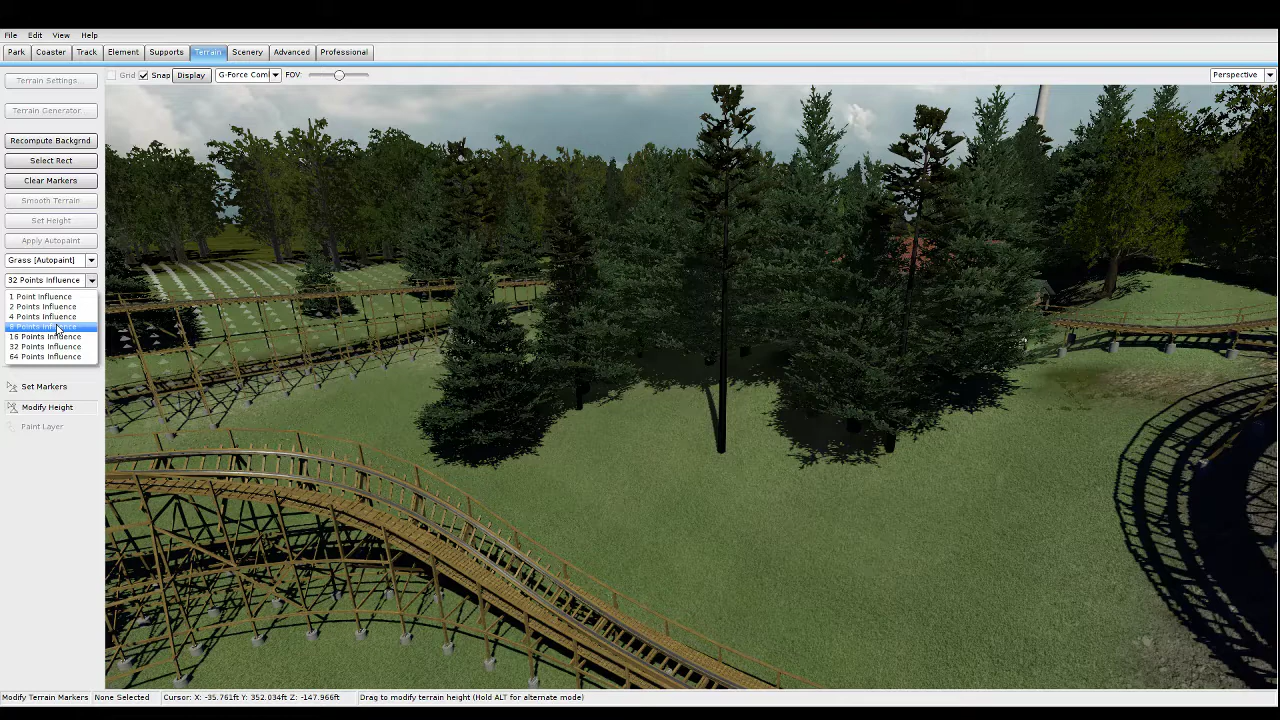 File Edit View Help
Park Coaster Track Element Supports Terrain Scenery Advanced Professional
Grid Snap Display G-Force Com FOV: Perspective
Terrain Settings...
Terrain Generator...
Recompute Backgrnd
Select Rect
Clear Markers
Smooth Terrain
Set Height
Apply Autopaint
Grass [Autopaint]
32 Points Influence
1 Point Influence
2 Points Influence
4 Points Influence
8 Points Influence
16 Points Influence
32 Points Influence
64 Points Influence
Set Markers
Modify Height
Paint Layer
Modify Terrain Markers None Selected Cursor: X: -35.761ft Y: 352.034ft Z: -147.966ft Drag to modify terrain height (Hold ALT for alternate mode)